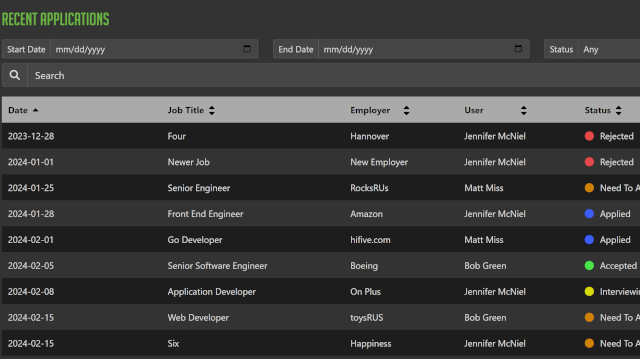 RECENT APPLICATIONS
Start Date mm/dd/yyyy End Date mm/dd/yyyy Status Any
Search
Date Job Title Employer User Status
2023-12-28 Four Hannover Jennifer McNiel Rejected
2024-01-01 Newer Job New Employer Jennifer McNiel Rejected
2024-01-25 Senior Engineer RocksRUs Matt Miss Need To A
2024-01-28 Front End Engineer Amazon Jennifer McNiel Applied
2024-02-01 Go Developer hifive.com Matt Miss Applied
2024-02-05 Senior Software Engineer Boeing Bob Green Accepted
2024-02-08 Application Developer On Plus Jennifer McNiel Interviewin
2024-02-15 Web Developer toysRUS Bob Green Need To A
2024-02-15 Six Happiness Jennifer McNiel Need To A